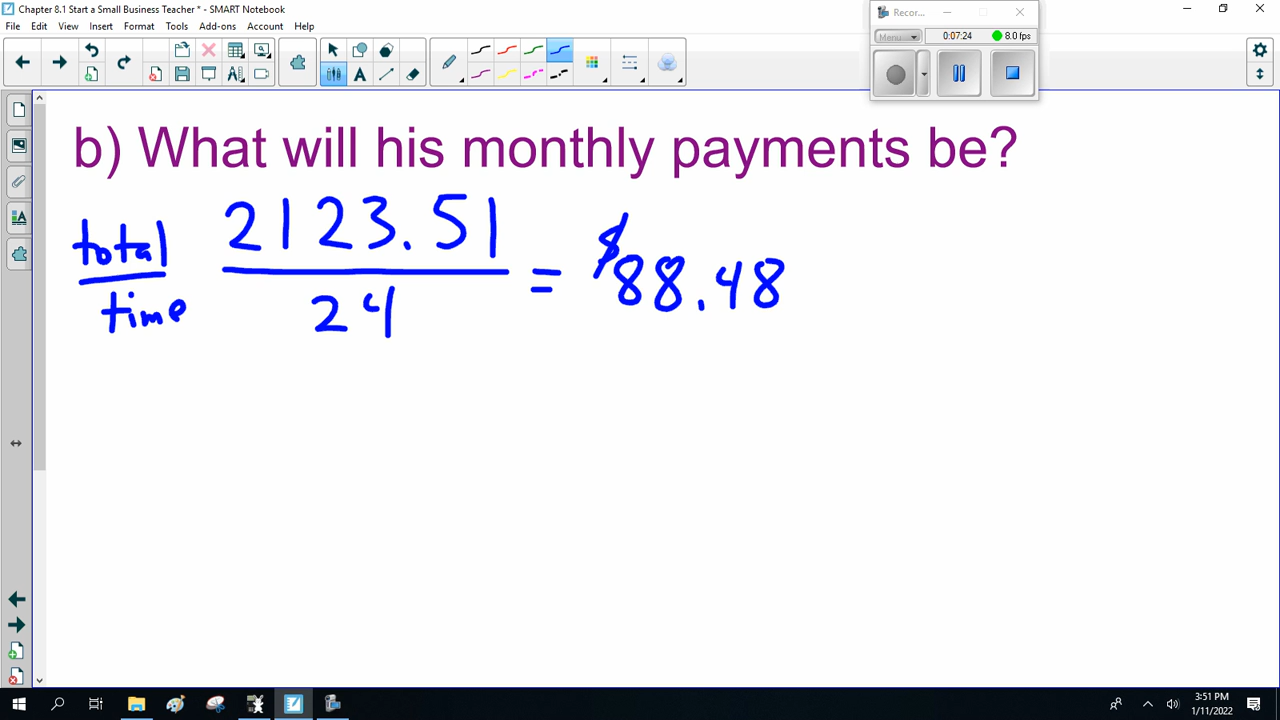 Chapter 8.1 Start a Small Business Teacher * - SMART Notebook
File Edit View Insert Format Tools Add-ons Account Help
Recor...
Menu 0:07:24 8.0 fps
b) What will his monthly payments be?
total
time
2123.51
24
= $88.48
3:51 PM
1/11/2022